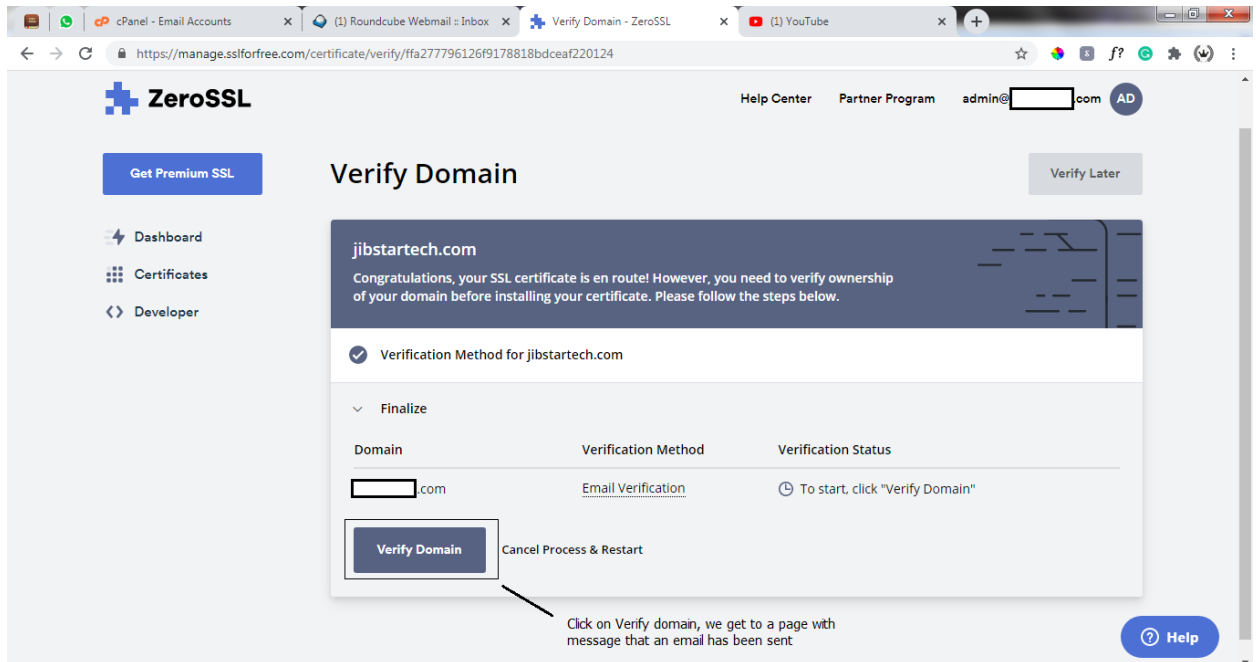 cPanel - Email Accounts
(1) Roundcube Webmail :: Inbox
Verify Domain - ZeroSSL
(1) YouTube
https://manage.sslforfree.com/certificate/verify/ffa277796126f9178818bdceaf220124
ZeroSSL
Help Center
Partner Program
admin@
.com
AD
Get Premium SSL
Verify Domain
Verify Later
Dashboard
Certificates
Developer
jibstartech.com
Congratulations, your SSL certificate is en route! However, you need to verify ownership
of your domain before installing your certificate. Please follow the steps below.
Verification Method for jibstartech.com
Finalize
Domain
Verification Method
Verification Status
.com
Email Verification
To start, click "Verify Domain"
Verify Domain
Cancel Process & Restart
Click on Verify domain, we get to a page with
message that an email has been sent
Help